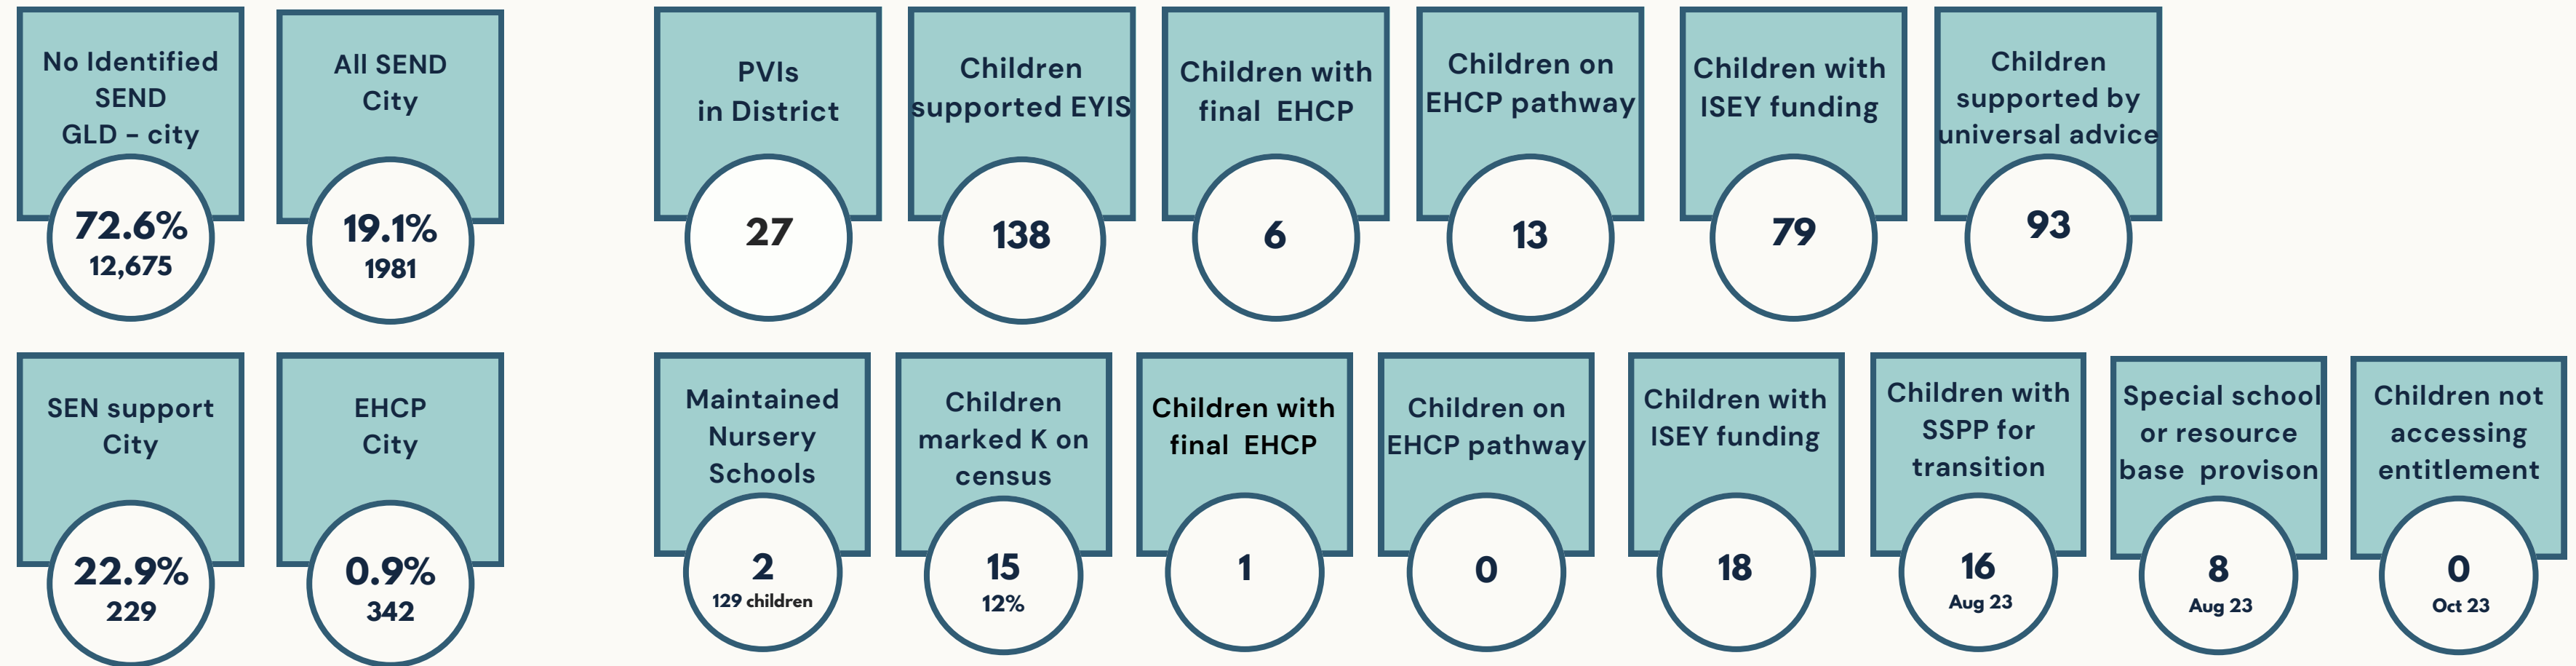 No Identified
SEND
GLD - city
72.6%
12,675
All SEND
City
19.1%
1981
PVIs
in District
27
Children
supported EYIS
138
Children with
final EHCP
6
Children on
EHCP pathway
13
Children with
ISEY funding
79
Children
supported by
universal advice
93
SEN support
City
22.9%
229
EHCP
City
0.9%
342
Maintained
Nursery
Schools
2
129 children
Children
marked K on
census
15
12%
Children with
final EHCP
1
Children on
EHCP pathway
0
Children with
ISEY funding
18
Children with
SSPP for
transition
16
Aug 23
Special school
or resource
base provison
8
Aug 23
Children not
accessing
entitlement
0
Oct 23